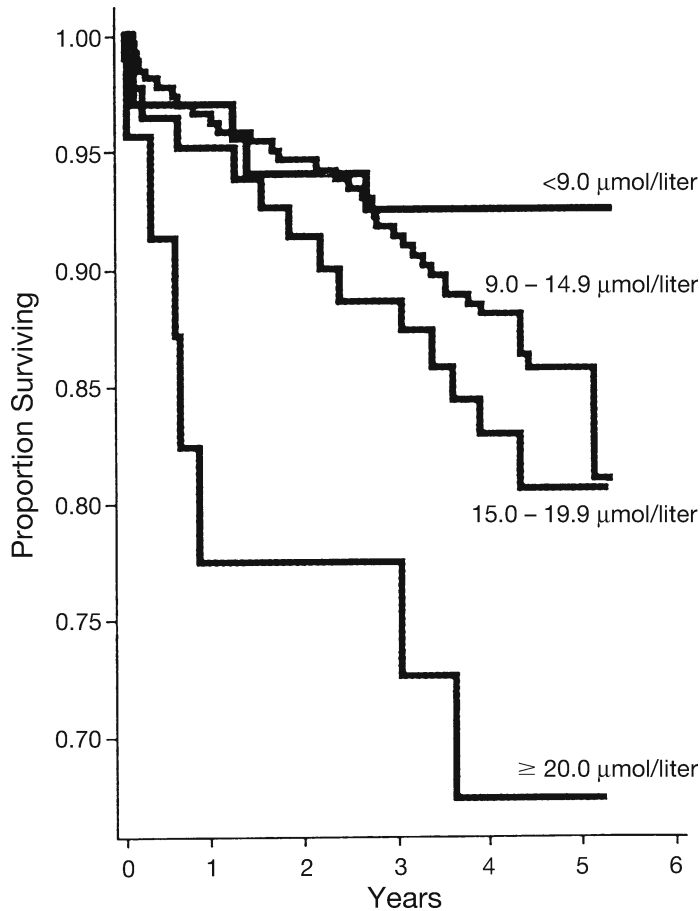 1.00
0.95
0.90
0.85
0.80
0.75
0.70
Proportion Surviving
<9.0 μmol/liter
9.0 – 14.9 μmol/liter
15.0 – 19.9 μmol/liter
≥ 20.0 μmol/liter
0 1 2 3 4 5 6
Years